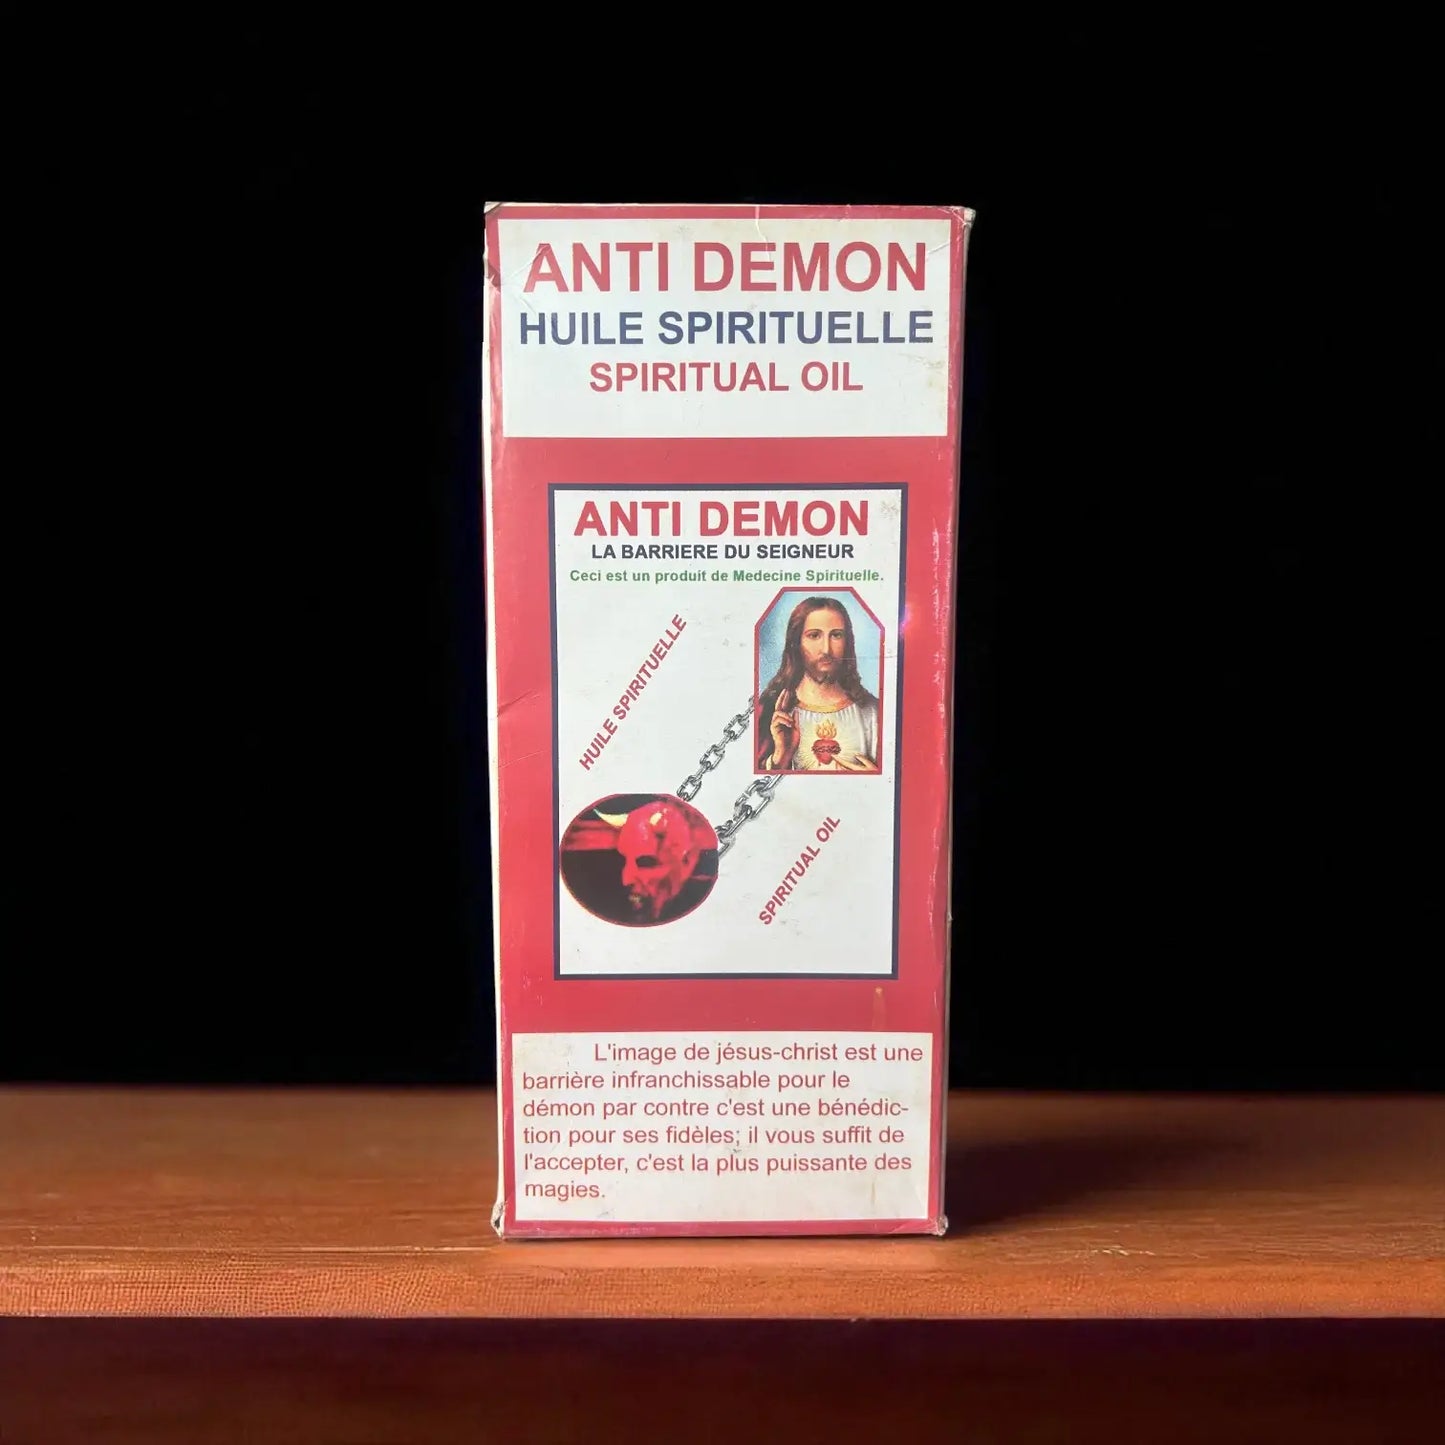 ANTI DEMON
HUILE SPIRITUELLE
SPIRITUAL OIL
ANTI DEMON
LA BARRIERE DU SEIGNEUR
Ceci est un produit de Medecine Spirituelle.
HUILE SPIRITUELLE
SPIRITUAL OIL
L'image de jésus-christ est une
barrière infranchissable pour le
démon par contre c'est une bénédic-
tion pour ses fidèles; il vous suffit de
l'accepter, c'est la plus puissante des
magies.